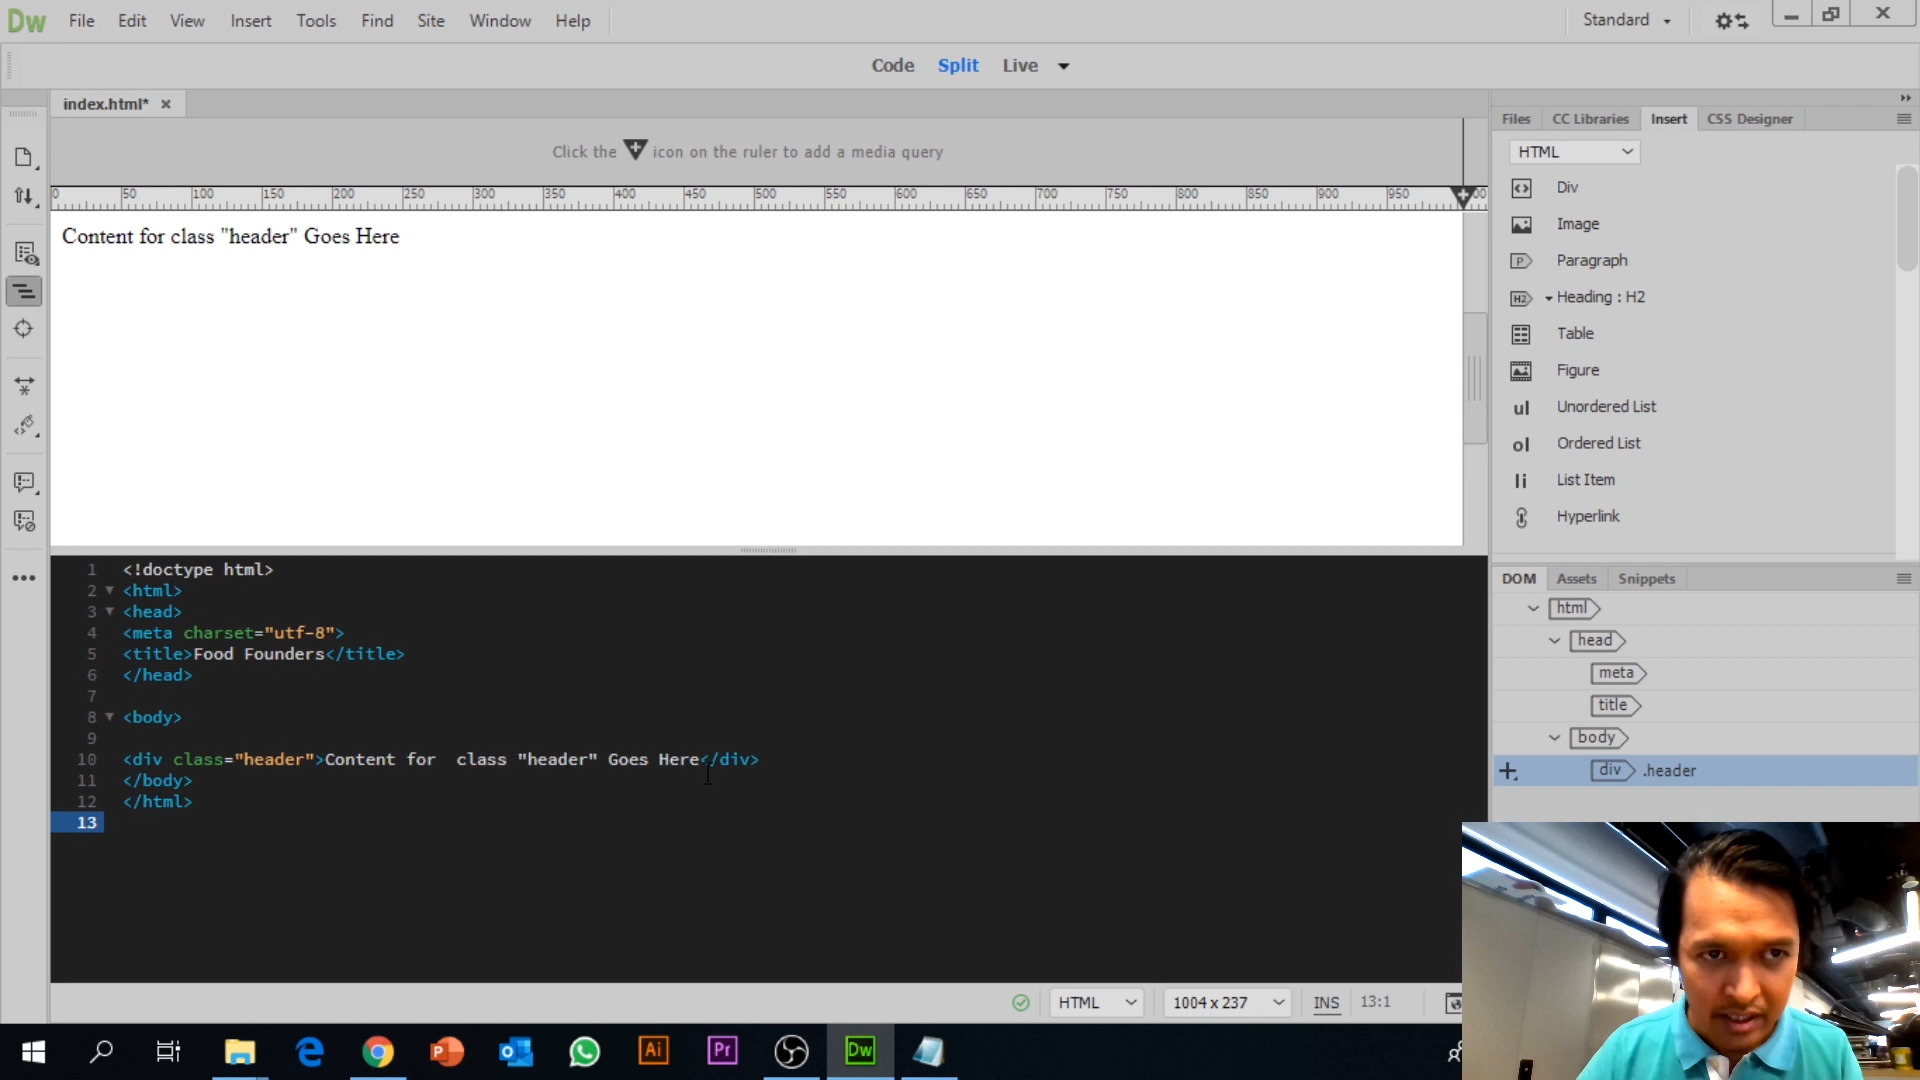 Dw File Edit View Insert Tools Find Site Window Help Standard
Code Split Live
index.html* ×
Files CC Libraries Insert CSS Designer
Click the icon on the ruler to add a media query
HTML
0 50 100 150 200 250 300 350 400 450 500 550 600 650 700 750 800 850 900 950 00
Content for class "header" Goes Here
Div
Image
P Paragraph
H2 Heading : H2
Table
Figure
ul Unordered List
ol Ordered List
li List Item
Hyperlink
1 <!doctype html>
2 <html>
3 <head>
4 <meta charset="utf-8">
5 <title>Food Founders</title>
6 </head>
7
8 <body>
9
10 <div class="header">Content for  class "header" Goes Here</div>
11 </body>
12 </html>
13
DOM Assets Snippets
html
head
meta
title
body
div .header
HTML 1004 x 237 INS 13:1
Ai Pr Dw